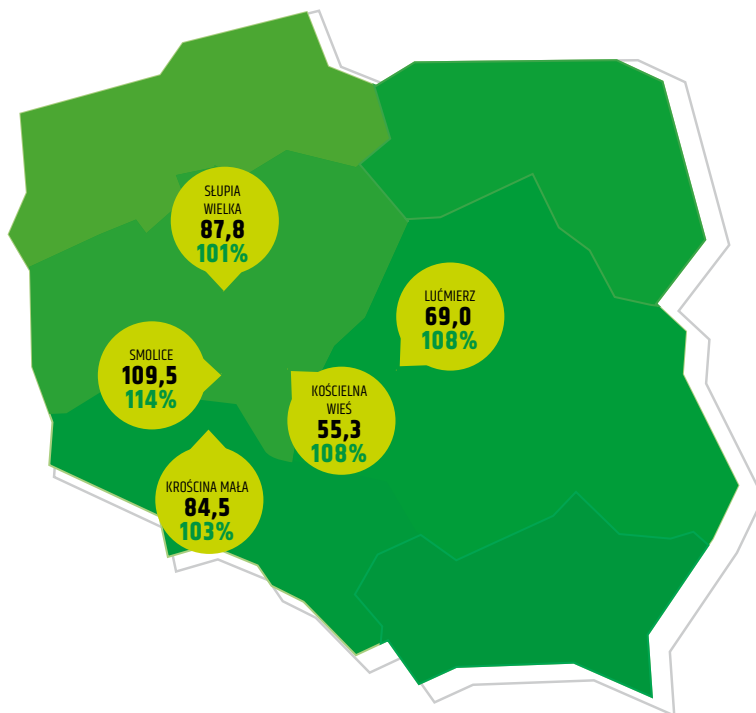 SŁUPIA
WIELKA
87,8
101%
LUĆMIERZ
69,0
108%
SMOLICE
109,5
114%
KOŚCIELNA
WIEŚ
55,3
108%
KROŚCINA MAŁA
84,5
103%